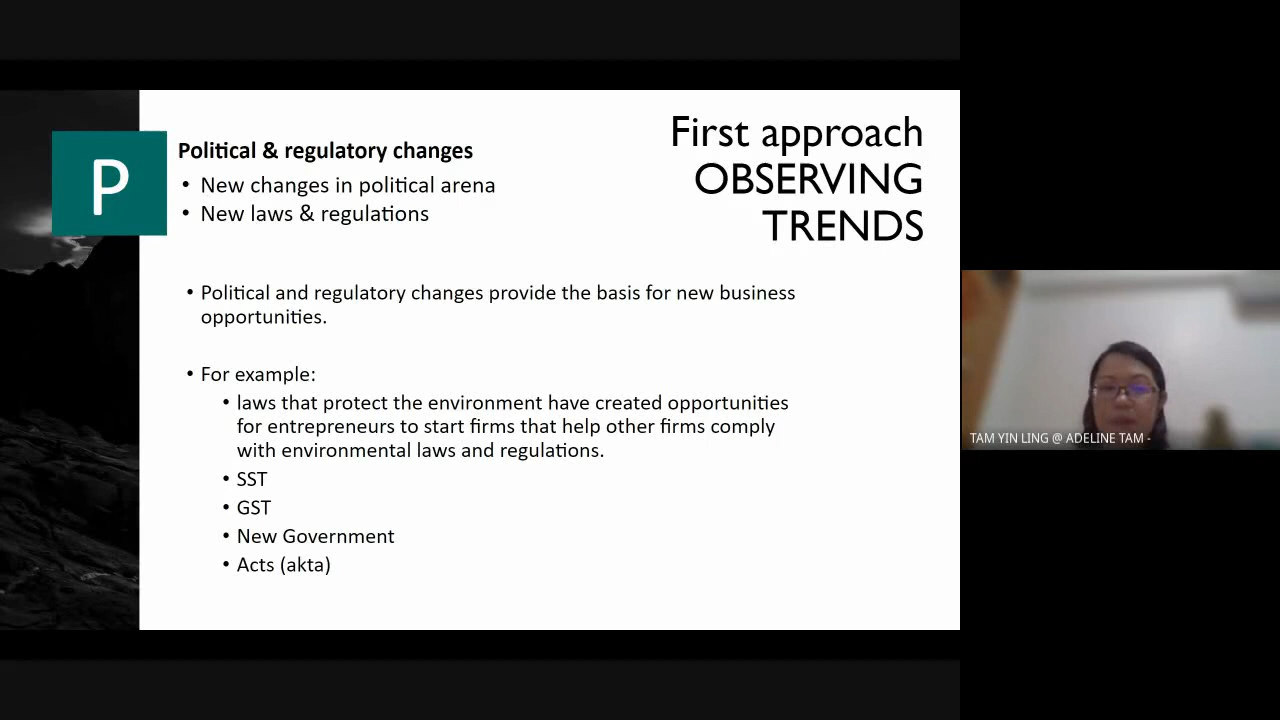 P
Political & regulatory changes
• New changes in political arena
• New laws & regulations
First approach
OBSERVING
TRENDS
• Political and regulatory changes provide the basis for new business
opportunities.
• For example:
• laws that protect the environment have created opportunities
for entrepreneurs to start firms that help other firms comply
with environmental laws and regulations.
• SST
• GST
• New Government
• Acts (akta)
TAM YIN LING @ ADELINE TAM -